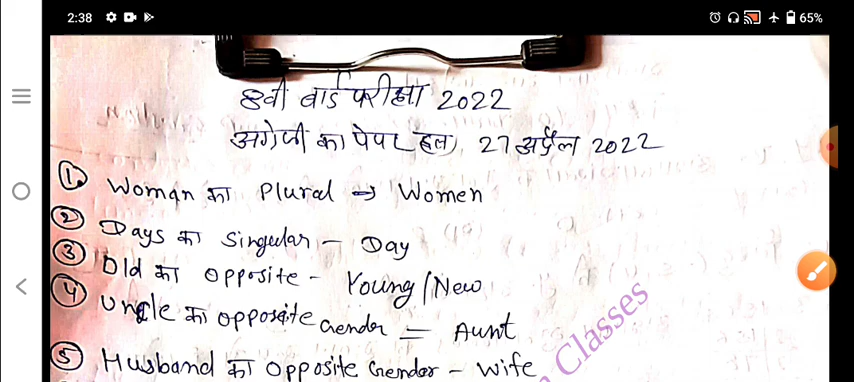 2:38
65%
8वी बोर्ड परीक्षा 2022
अंग्रेजी का पेपर हल, 27 अप्रैल 2022
1. Woman का Plural → Women
2 Days का Singular – Day
3 Old का opposite – Young/New
4 Uncle का opposite Gender = Aunt
5 Husband का opposite Gender – Wife
Classes